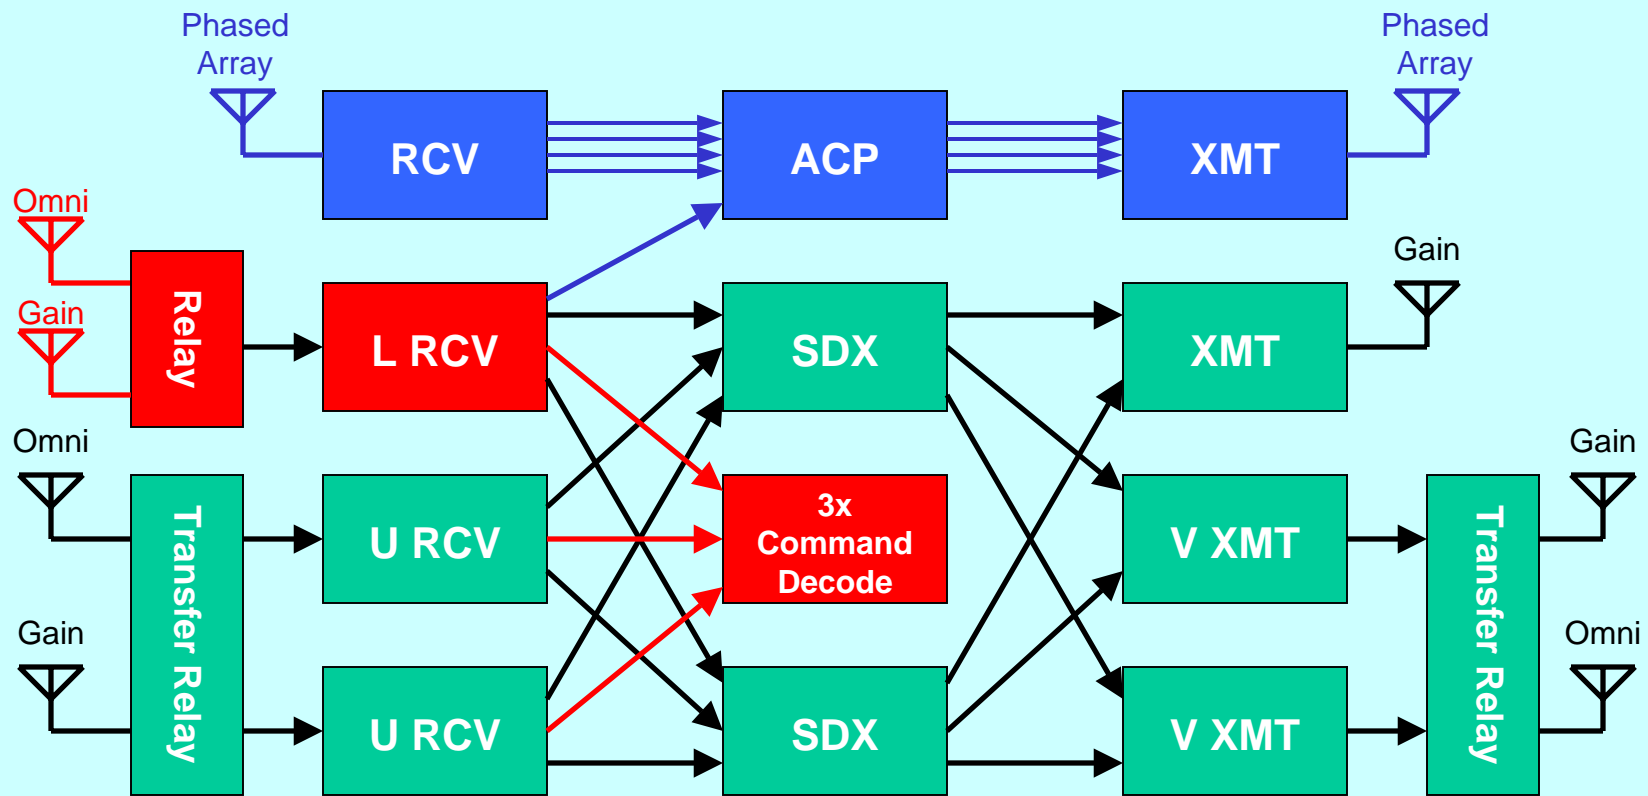 Phased
Array
Phased
Array
RCV
ACP
XMT
Omni
Gain
Relay
L RCV
SDX
XMT
Gain
Omni
Gain
Transfer Relay
U RCV
3x
Command
Decode
V XMT
Transfer Relay
Gain
Omni
U RCV
SDX
V XMT